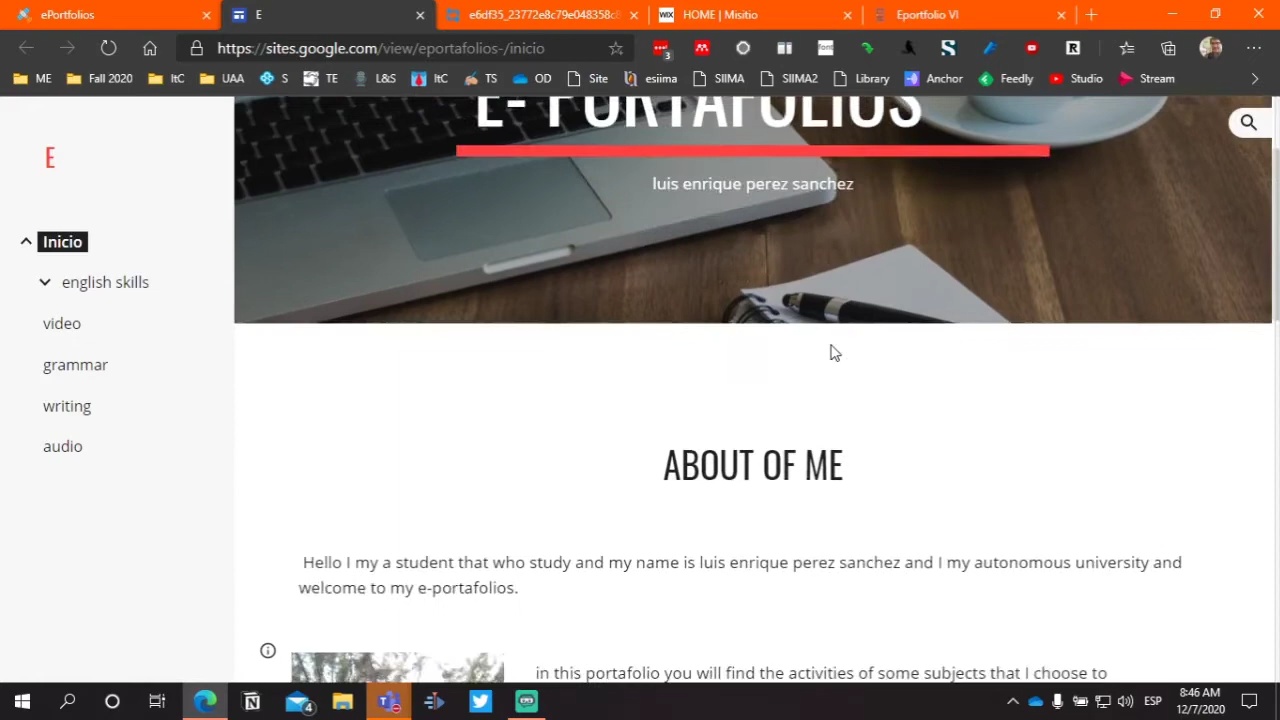 ePortfolios
E
e6df35_23772e8c79e048358c8
HOME | Misitio
Eportfolio VI
https://sites.google.com/view/eportafolios-/inicio
3
ME
Fall 2020
ItC
UAA
S
TE
L&S
ItC
TS
OD
Site
esiima
SIIMA
SIIMA2
Library
Anchor
Feedly
Studio
Stream
E
Inicio
english skills
video
grammar
writing
audio
E- PORTAFOLIOS
luis enrique perez sanchez
ABOUT OF ME
Hello I my a student that who study and my name is luis enrique perez sanchez and I my autonomous university and
welcome to my e-portafolios.
in this portafolio you will find the activities of some subjects that I choose to
4
ESP
8:46 AM
12/7/2020